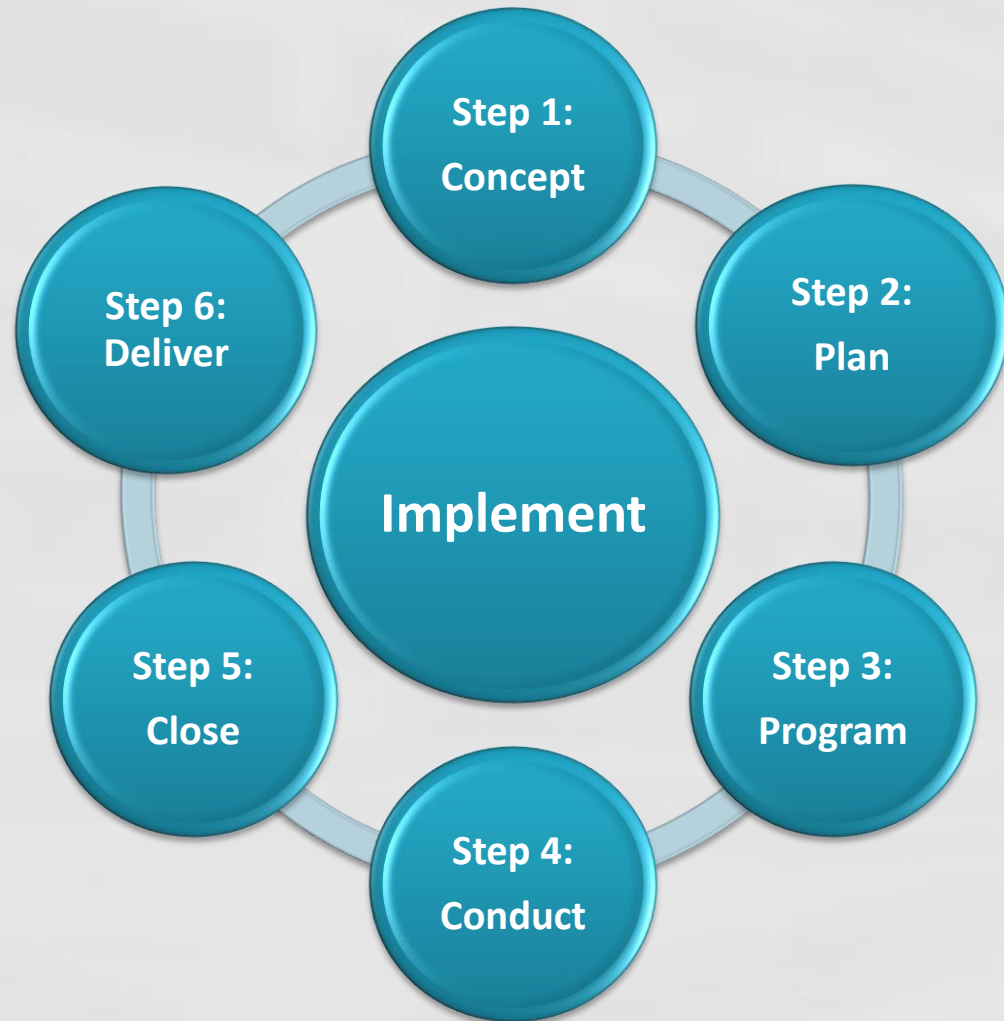 Step 1:
Concept
Step 2:
Plan
Step 3:
Program
Step 4:
Conduct
Step 5:
Close
Step 6:
Deliver
Implement